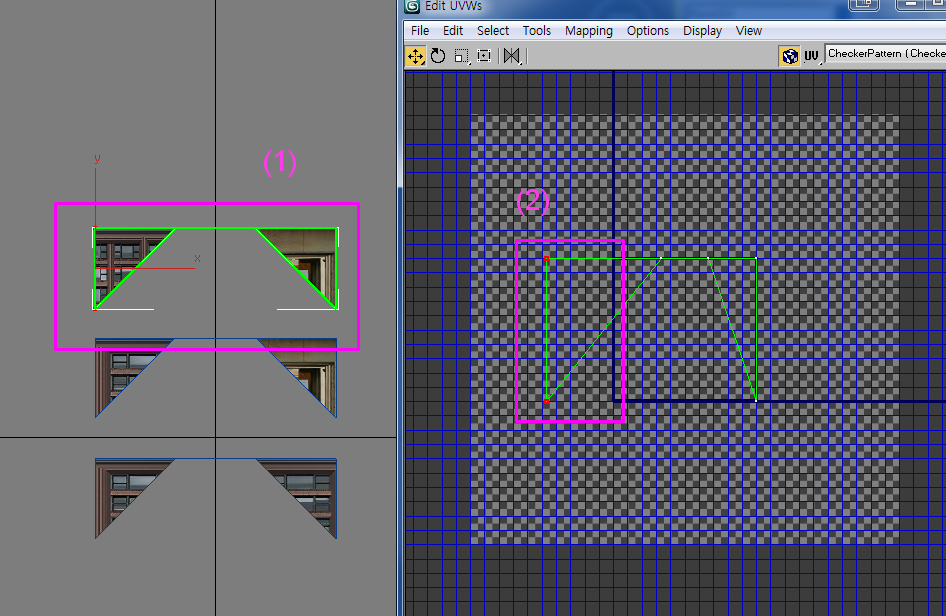 Edit UVWs
File Edit Select Tools Mapping Options Display View
UV CheckerPattern ( Checke
(1)
(2)
y
x